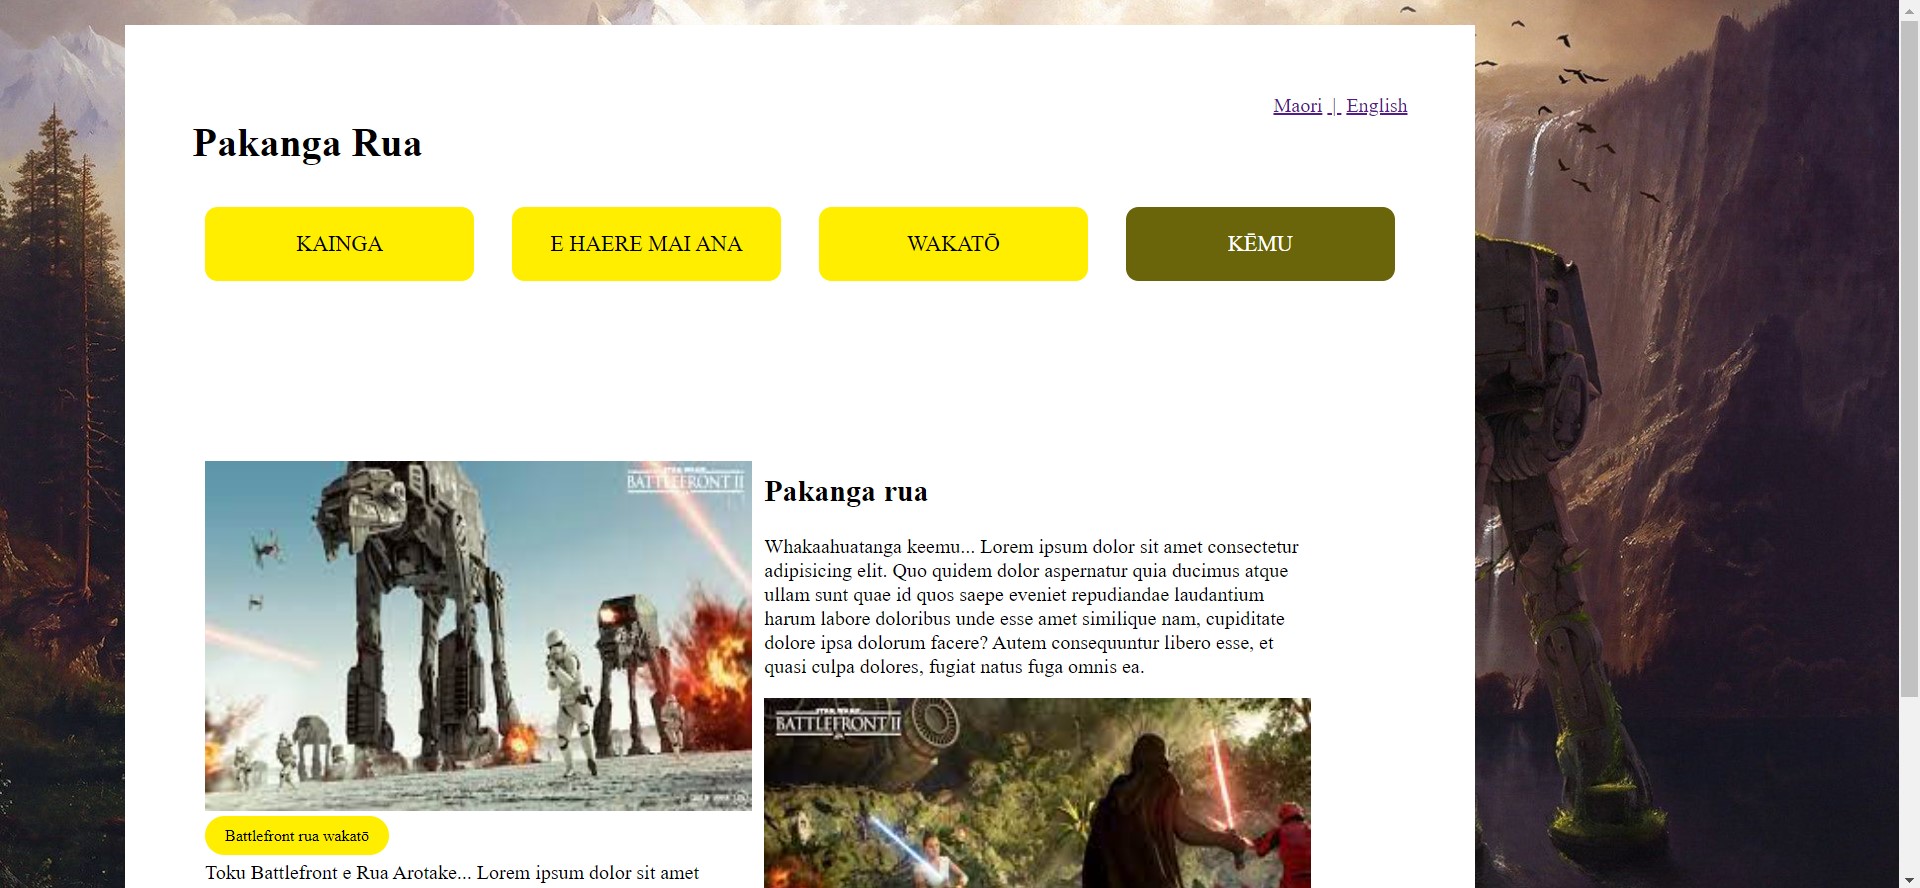 Maori | English
Pakanga Rua
KAINGA
E HAERE MAI ANA
WAKATŌ
KĒMU
STAR WARS
BATTLEFRONT II
Battlefront rua wakatō
Toku Battlefront e Rua Arotake... Lorem ipsum dolor sit amet
Pakanga rua
Whakaahuatanga keemu... Lorem ipsum dolor sit amet consectetur
adipisicing elit. Quo quidem dolor aspernatur quia ducimus atque
ullam sunt quae id quos saepe eveniet repudiandae laudantium
harum labore doloribus unde esse amet similique nam, cupiditate
dolore ipsa dolorum facere? Autem consequuntur libero esse, et
quasi culpa dolores, fugiat natus fuga omnis ea.
STAR WARS
BATTLEFRONT II